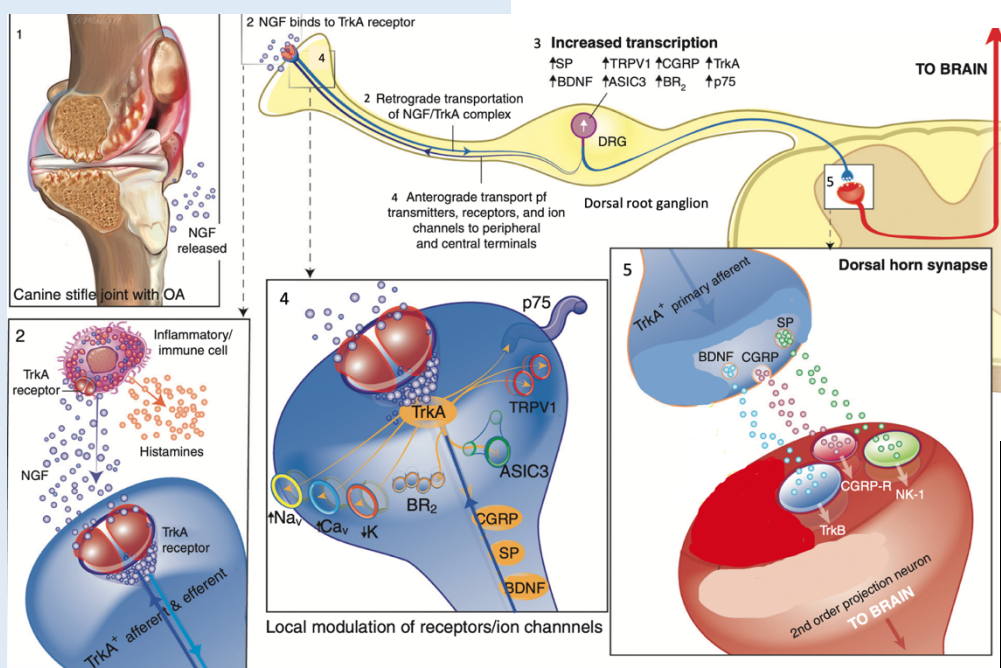 1
NGF
released
Canine stifle joint with OA
2 NGF binds to TrkA receptor
4
2 Retrograde transportation
of NGF/TrkA complex
4 Anterograde transport pf
transmitters, receptors, and ion
channels to peripheral
and central terminals
3 Increased transcription
↑SP ↑TRPV1 ↑CGRP ↑TrkA
↑BDNF ↑ASIC3 ↑BR₂ ↑p75
DRG
Dorsal root ganglion
TO BRAIN
5
2
Inflammatory/
immune cell
TrkA
receptor
Histamines
NGF
TrkA
receptor
TrkA⁺ afferent & efferent
4
p75
TrkA
TRPV1
ASIC3
BR₂
↑Naᵥ
↑Caᵥ
↓K
CGRP
SP
BDNF
Local modulation of receptors/ion channnels
5
Dorsal horn synapse
TrkA⁺ primary afferent
SP
BDNF CGRP
CGRP-R
NK-1
TrkB
2nd order projection neuron
TO BRAIN